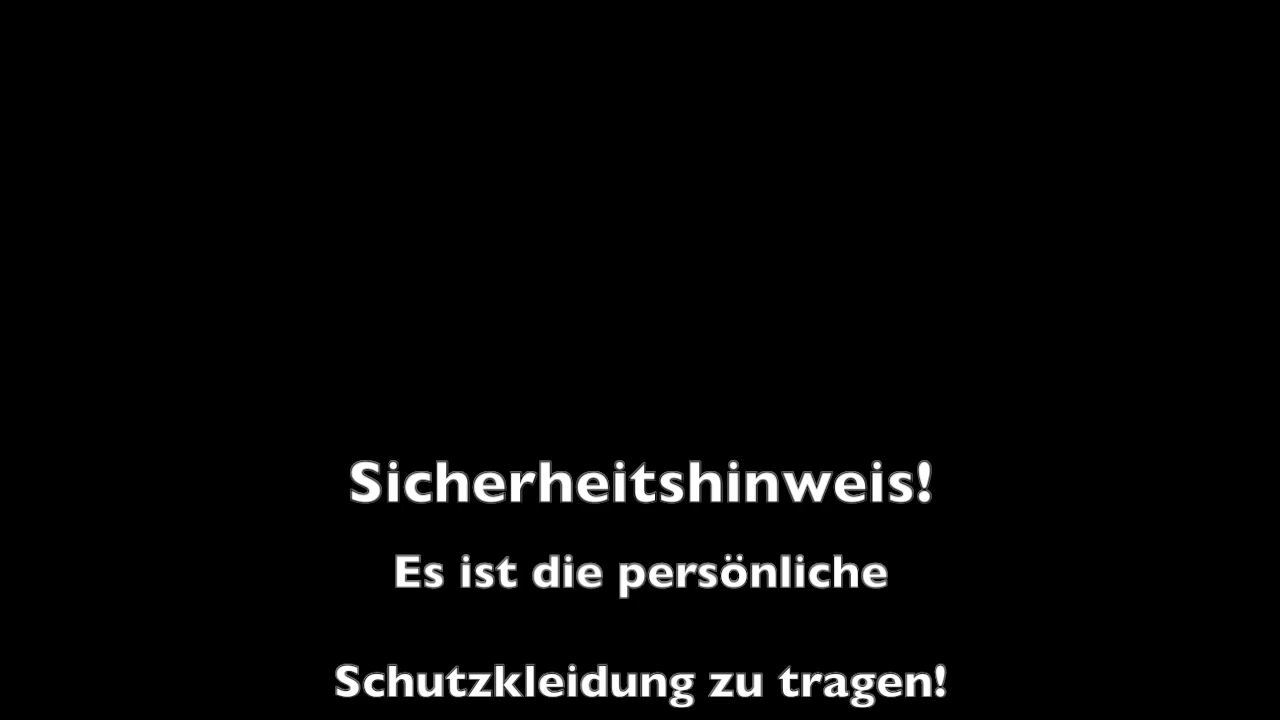 Sicherheitshinweis!
Es ist die persönliche
Schutzkleidung zu tragen!